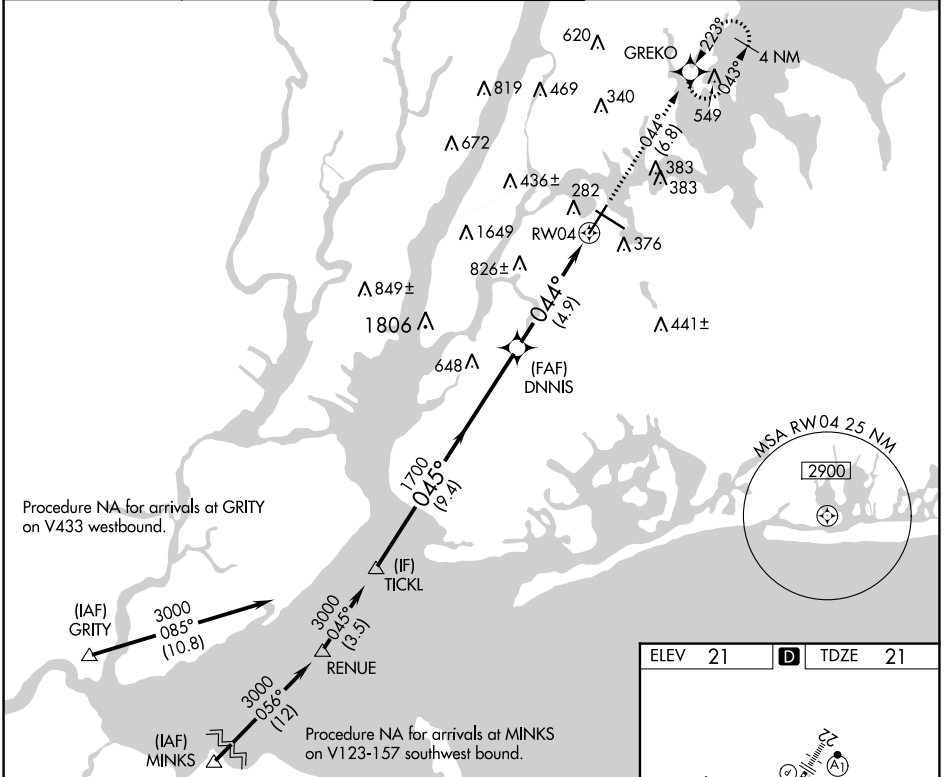 620
GREKO
223°
4 NM
043°
549
819
469
340
672
044°
(6.8)
383
383
436±
282
1649
RW04
376
826±
849±
1806
044°
(4.9)
441±
648
(FAF)
DNNIS
MSA RW04 25 NM
2900
1700
045°
(9.4)
Procedure NA for arrivals at GRITY
on V433 westbound.
(IF)
TICKL
(IAF)
GRITY
3000
085°
(10.8)
3000
045°
(3.5)
RENUE
3000
056°
(12)
(IAF)
MINKS
Procedure NA for arrivals at MINKS
on V123-157 southwest bound.
ELEV 21
D
TDZE 21
22
A1